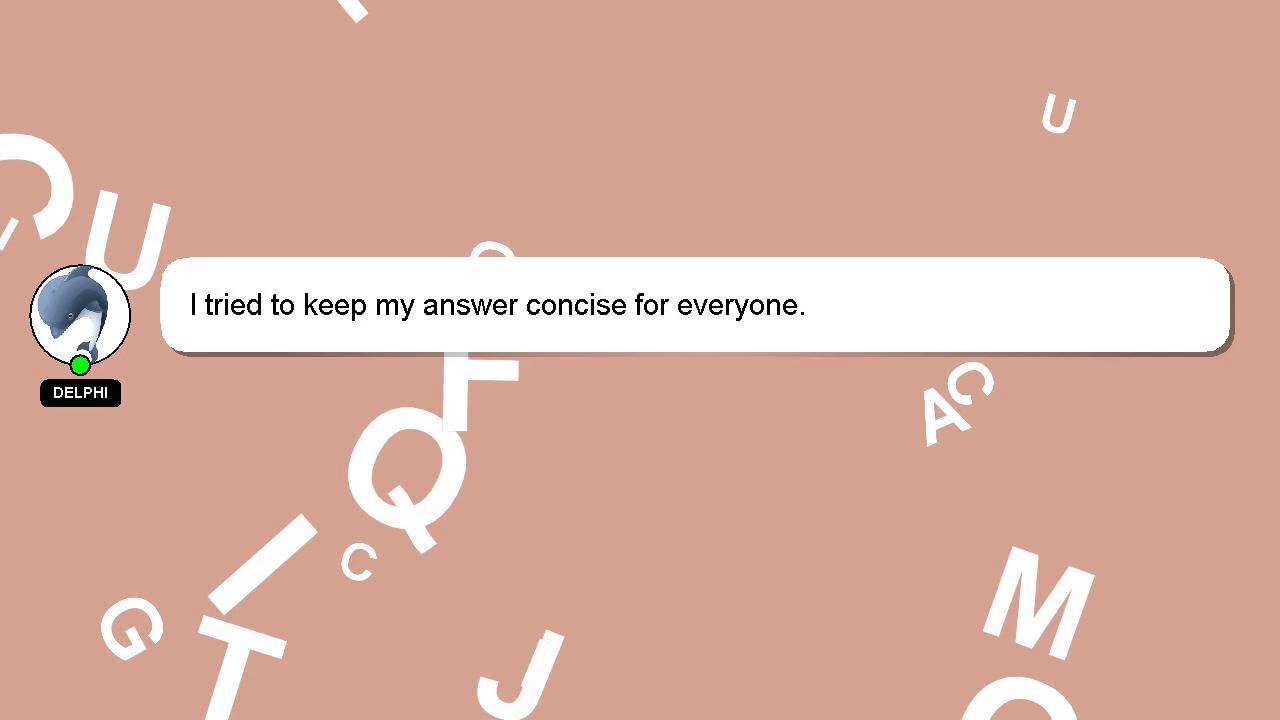 U
U
I tried to keep my answer concise for everyone.
DELPHI
C
A
Q
I
C
G
T
J
M